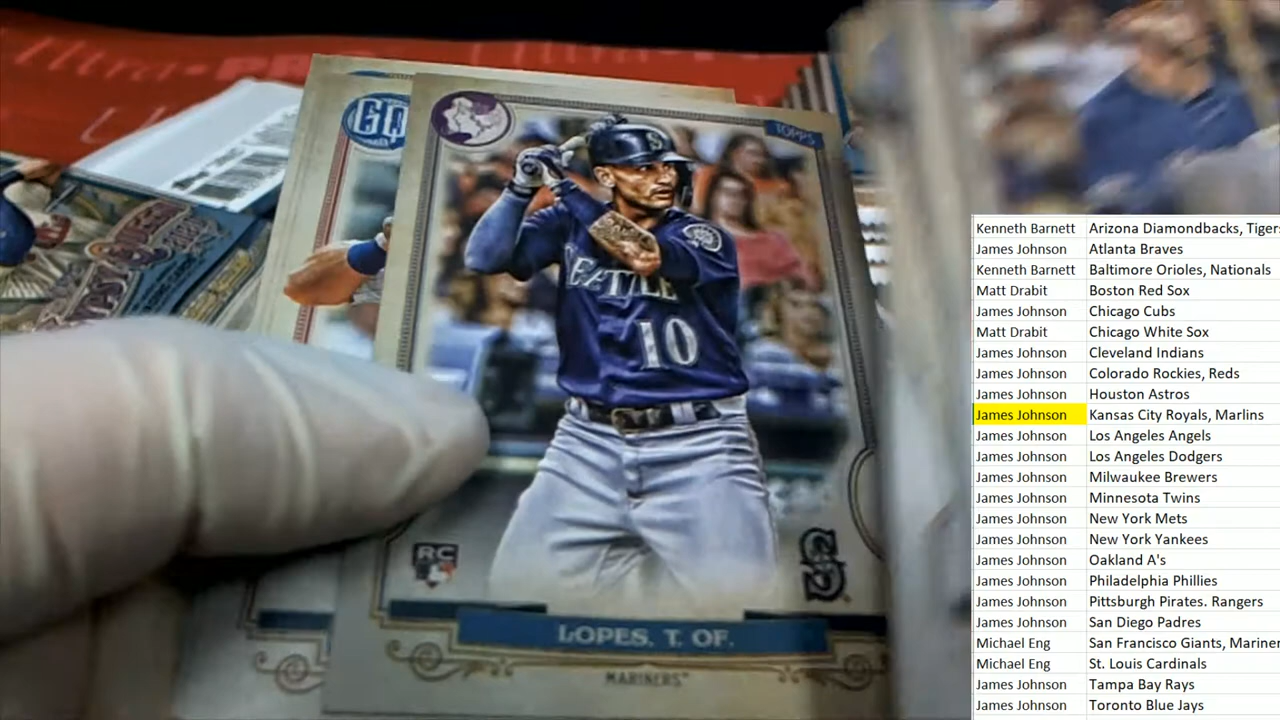 Ultra-PRO
GQ
TOPPS
SEATTLE
10
RC
S
LOPES. T. OF.
MARINERS™
Kenneth Barnett Arizona Diamondbacks, Tigers
James Johnson Atlanta Braves
Kenneth Barnett Baltimore Orioles, Nationals
Matt Drabit Boston Red Sox
James Johnson Chicago Cubs
Matt Drabit Chicago White Sox
James Johnson Cleveland Indians
James Johnson Colorado Rockies, Reds
James Johnson Houston Astros
James Johnson Kansas City Royals, Marlins
James Johnson Los Angeles Angels
James Johnson Los Angeles Dodgers
James Johnson Milwaukee Brewers
James Johnson Minnesota Twins
James Johnson New York Mets
James Johnson New York Yankees
James Johnson Oakland A's
James Johnson Philadelphia Phillies
James Johnson Pittsburgh Pirates. Rangers
James Johnson San Diego Padres
Michael Eng San Francisco Giants, Mariner
Michael Eng St. Louis Cardinals
James Johnson Tampa Bay Rays
James Johnson Toronto Blue Jays